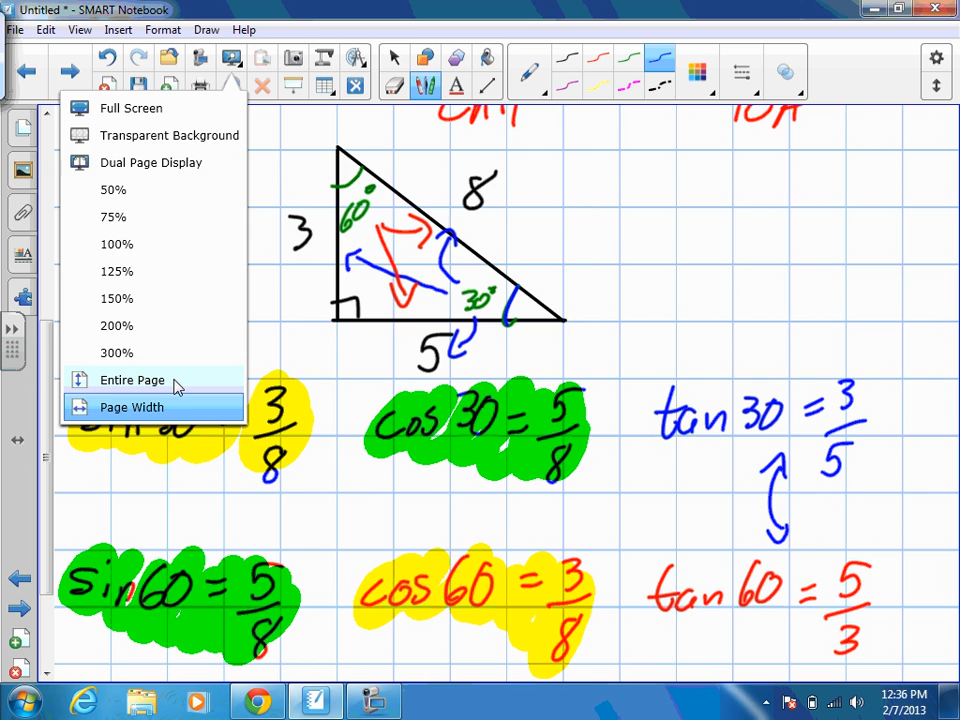 Untitled * - SMART Notebook
File Edit View Insert Format Draw Help
Full Screen
Transparent Background
Dual Page Display
50%
75%
100%
125%
150%
200%
300%
Entire Page
Page Width
8
60°
3
30°
5
3
8
cos 30 = 5/8
tan 30 = 3/5
sin 60 = 5/8
cos 60 = 3/8
tan 60 = 5/3
12:36 PM
2/7/2013